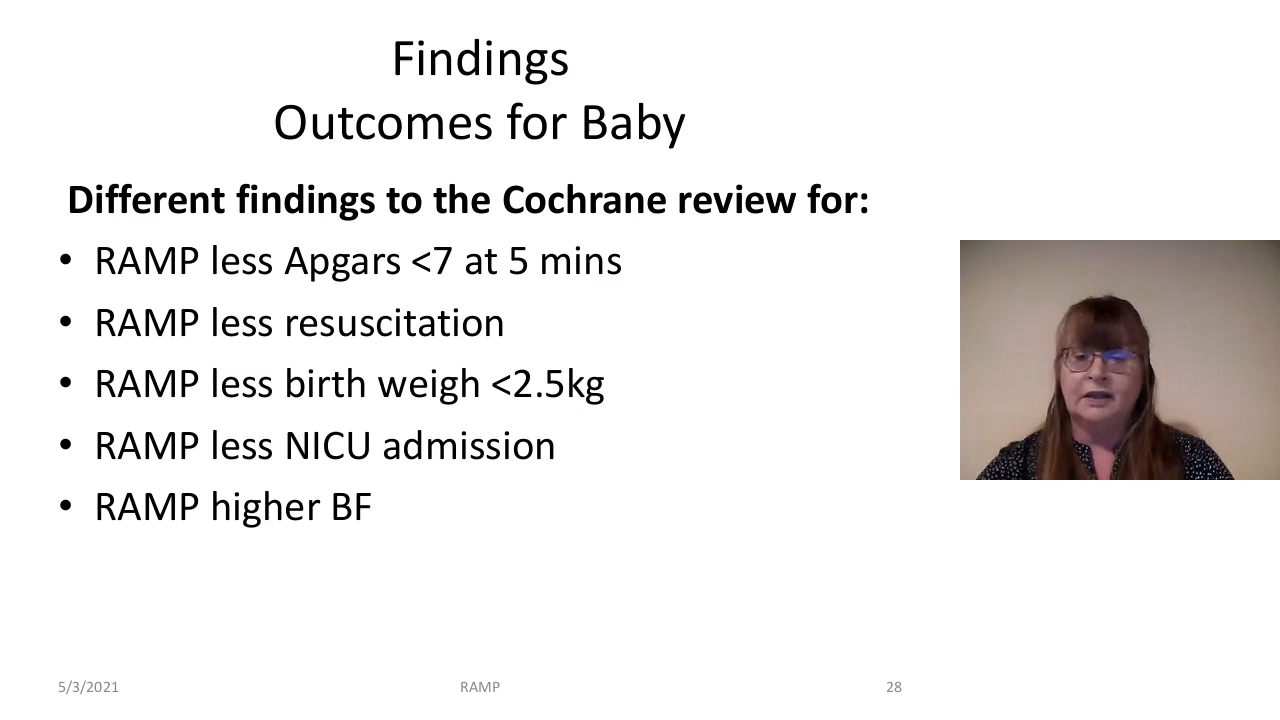 Findings
Outcomes for Baby
Different findings to the Cochrane review for:
• RAMP less Apgars <7 at 5 mins
• RAMP less resuscitation
• RAMP less birth weigh <2.5kg
• RAMP less NICU admission
• RAMP higher BF
5/3/2021
RAMP
28